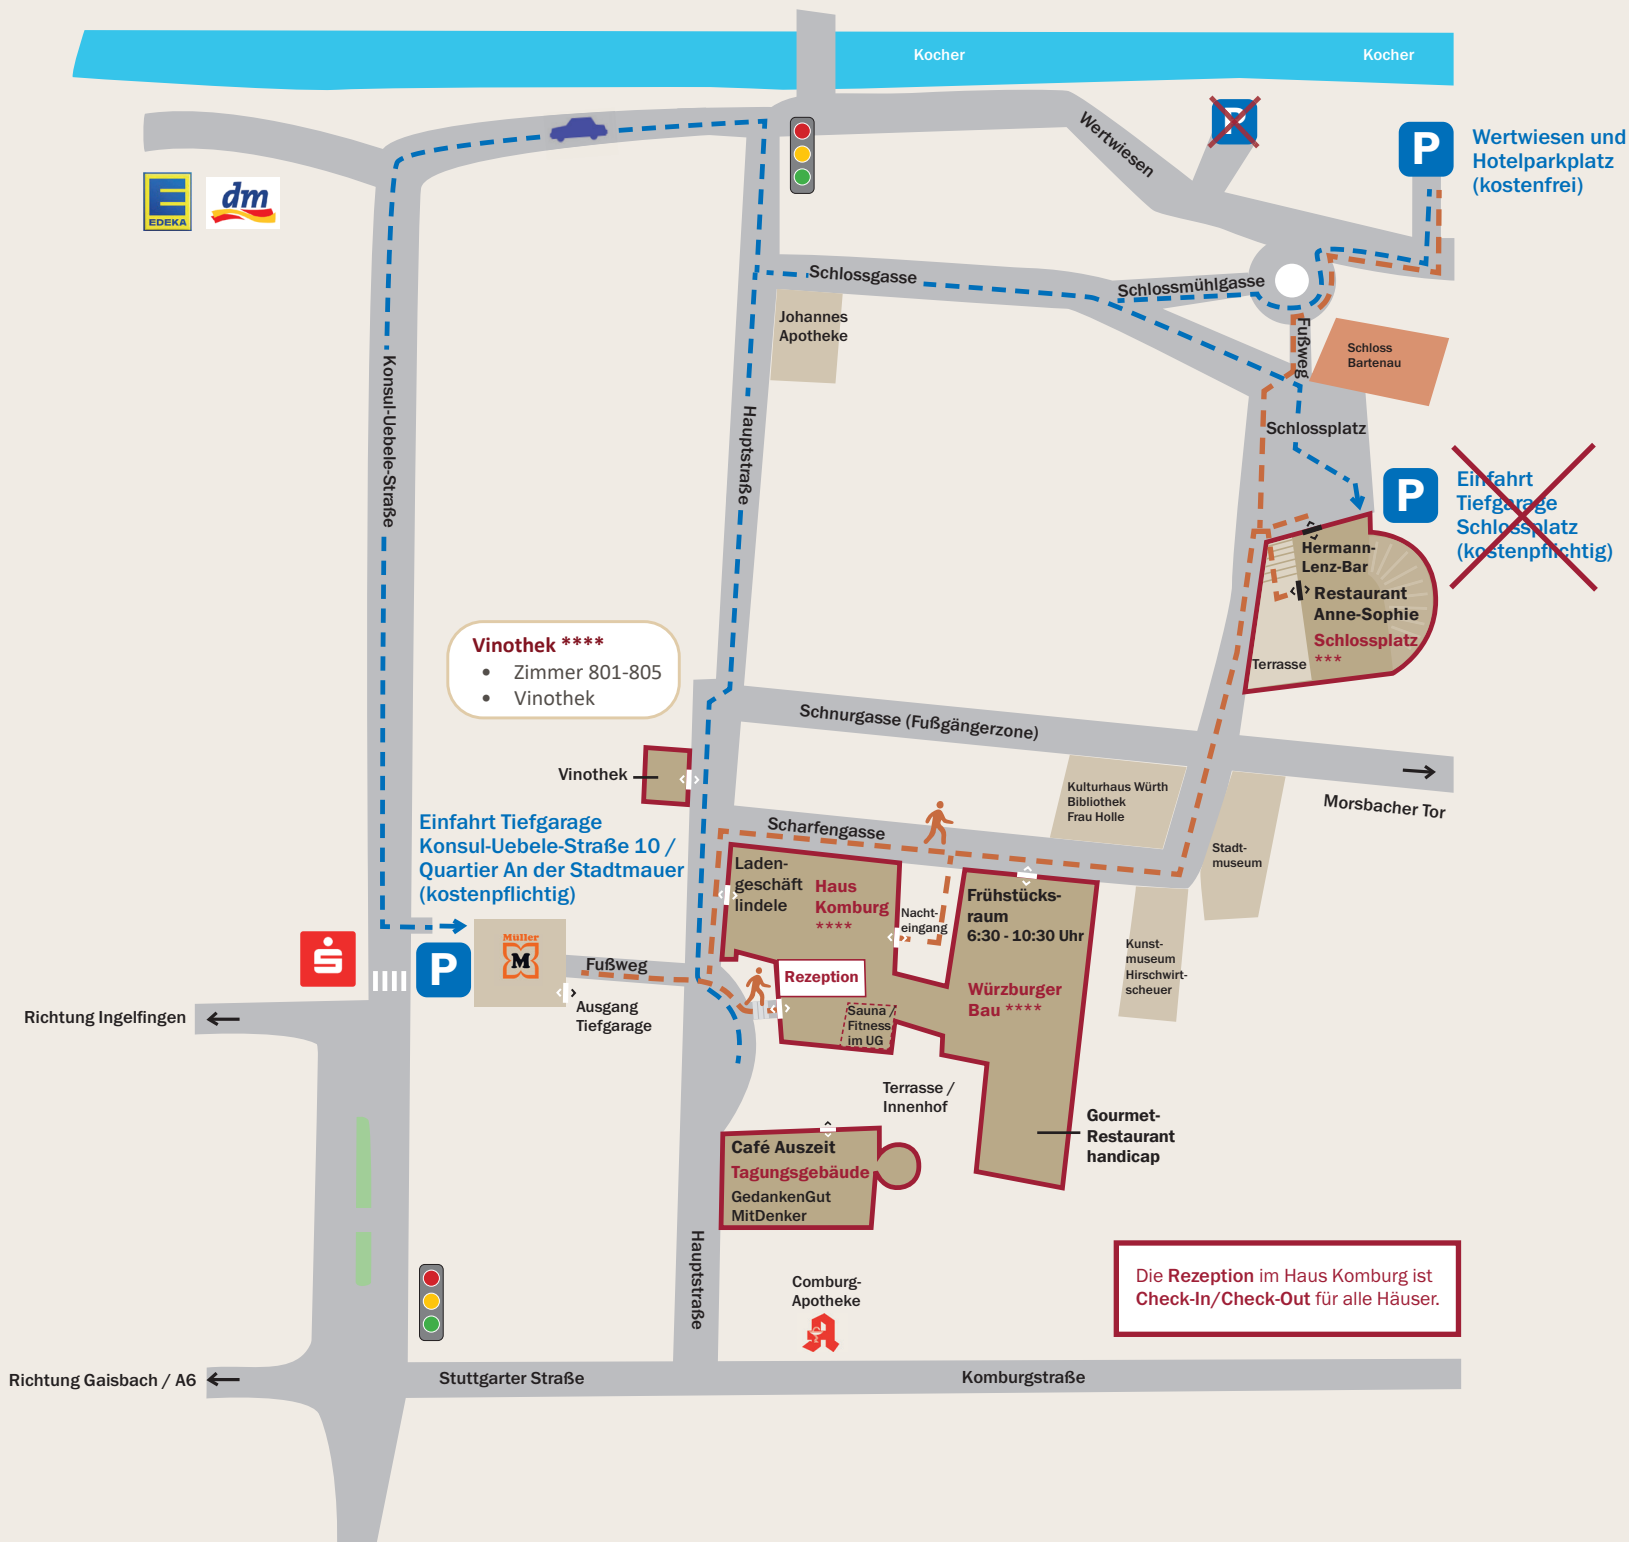 Kocher
Kocher
Wertwiesen
P
P
Wertwiesen und
Hotelparkplatz
(kostenfrei)
E
EDEKA
dm
Schlossgasse
Schlossmühlgasse
Johannes
Apotheke
Fußweg
Schloss
Bartenau
Konsul-Uebele-Straße
Hauptstraße
Schlossplatz
P
Einfahrt
Tiefgarage
Schlossplatz
(kostenpflichtig)
Hermann-
Lenz-Bar
Restaurant
Anne-Sophie
Schlossplatz
***
Terrasse
Vinothek ****
• Zimmer 801-805
• Vinothek
Schnurgasse (Fußgängerzone)
Vinothek
Morsbacher Tor
Kulturhaus Würth
Bibliothek
Frau Holle
Stadt-
museum
Einfahrt Tiefgarage
Konsul-Uebele-Straße 10 /
Quartier An der Stadtmauer
(kostenpflichtig)
Scharfengasse
Laden-
geschäft
lindele
Haus
Komburg
****
Nacht-
eingang
Frühstücks-
raum
6:30 - 10:30 Uhr
Kunst-
museum
Hirschwirt-
scheuer
P
Müller
M
Fußweg
Rezeption
Würzburger
Bau ****
Ausgang
Tiefgarage
Sauna /
Fitness
im UG
Richtung Ingelfingen
Terrasse /
Innenhof
Gourmet-
Restaurant
handicap
Café Auszeit
Tagungsgebäude
GedankenGut
MitDenker
Hauptstraße
Comburg-
Apotheke
Die Rezeption im Haus Komburg ist
Check-In/Check-Out für alle Häuser.
Richtung Gaisbach / A6
Stuttgarter Straße
Komburgstraße